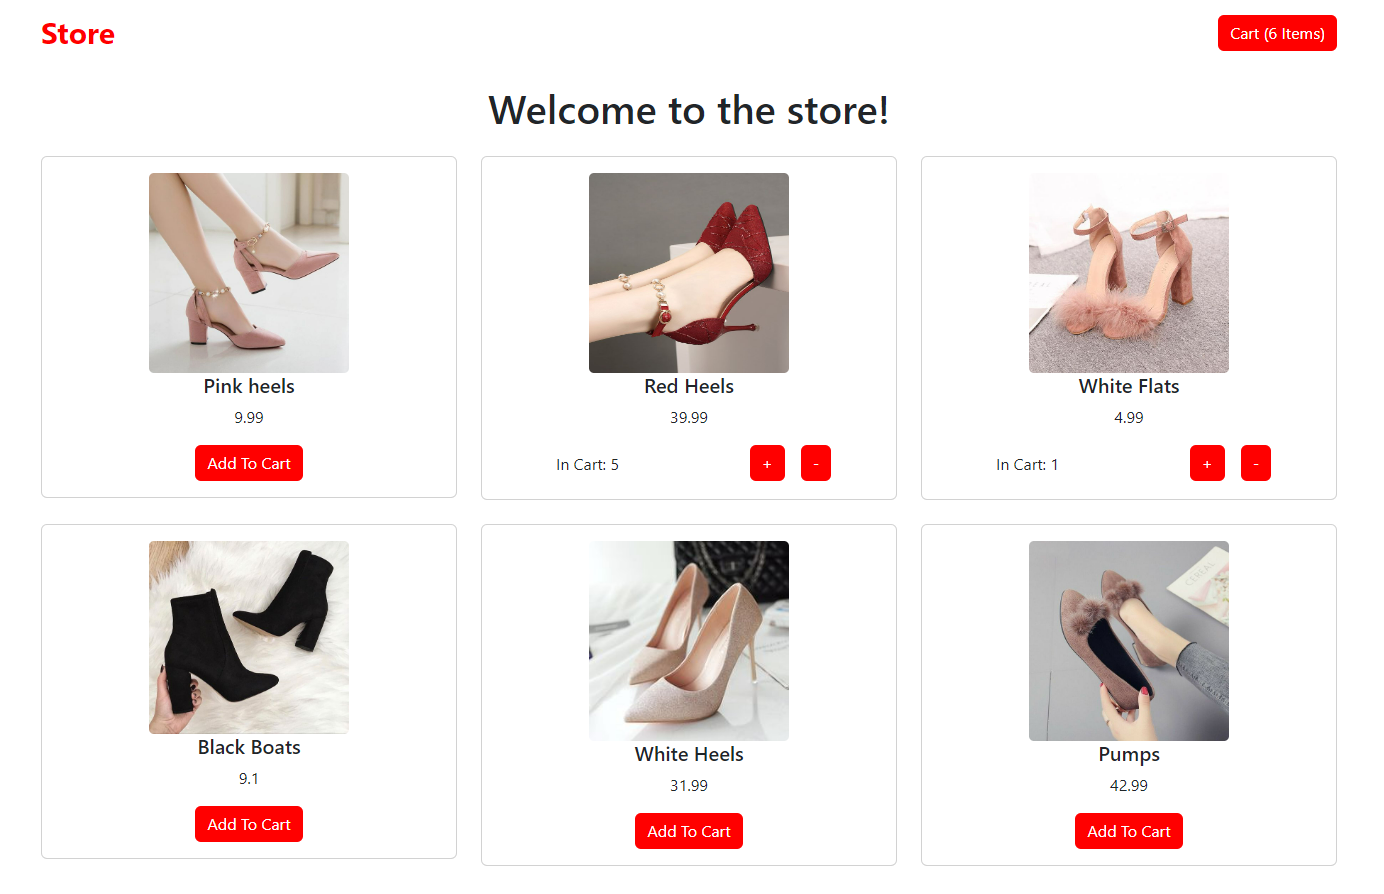 Store
Cart (6 Items)
Welcome to the store!
Pink heels
9.99
Add To Cart
Red Heels
39.99
In Cart: 5
+
-
White Flats
4.99
In Cart: 1
+
-
Black Boats
9.1
Add To Cart
White Heels
31.99
Add To Cart
CEREAL
Pumps
42.99
Add To Cart